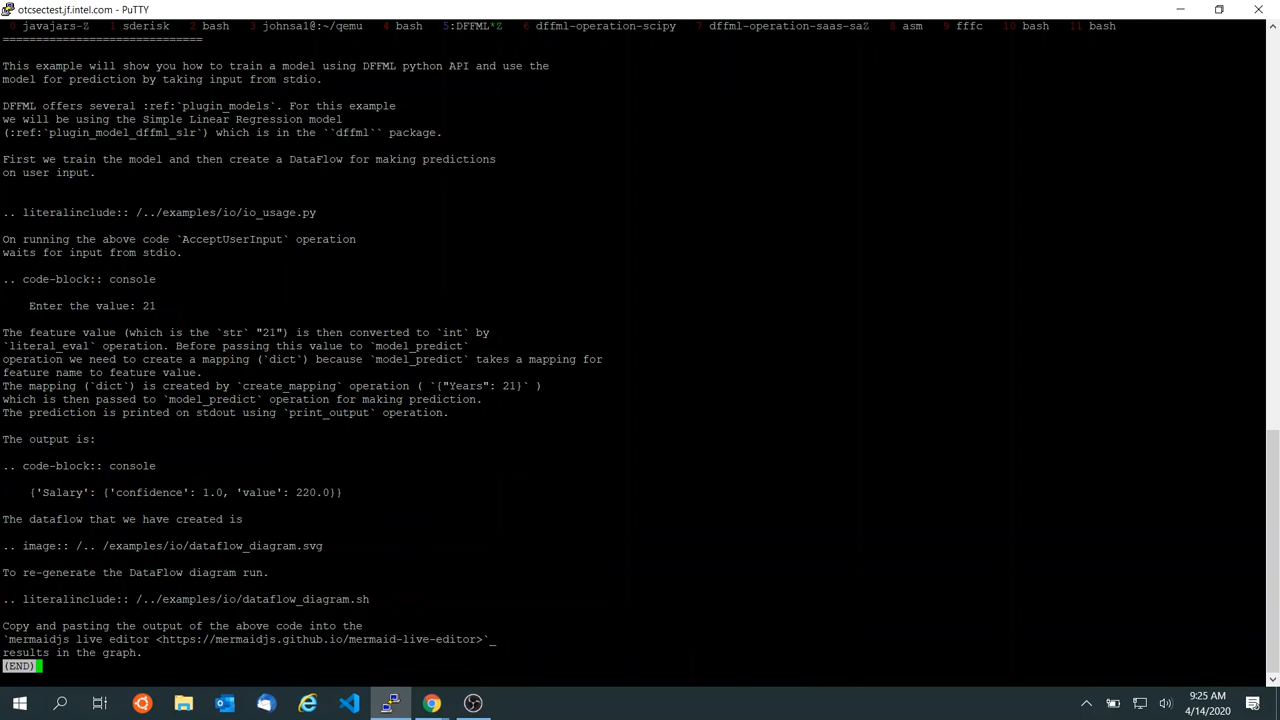 otcsectest.jf.intel.com - PuTTY
0 javajars-Z 1 sderisk 2 bash 3 johnsal@:~/qemu 4 bash 5:DFFML*Z 6 dffml-operation-scipy 7 dffml-operation-saas-saZ 8 asm 9 fffc 10 bash 11 bash
==============================
This example will show you how to train a model using DFFML python API and use the
model for prediction by taking input from stdio.
DFFML offers several :ref:`plugin_models`. For this example
we will be using the Simple Linear Regression model
(:ref:`plugin_model_dffml_slr`) which is in the ``dffml`` package.
First we train the model and then create a DataFlow for making predictions
on user input.
.. literalinclude:: /../examples/io/io_usage.py
On running the above code `AcceptUserInput` operation
waits for input from stdio.
.. code-block:: console
Enter the value: 21
The feature value (which is the `str` "21") is then converted to `int` by
`literal_eval` operation. Before passing this value to `model_predict`
operation we need to create a mapping (`dict`) because `model_predict` takes a mapping for
feature name to feature value.
The mapping (`dict`) is created by `create_mapping` operation ( `{"Years": 21}` )
which is then passed to `model_predict` operation for making prediction.
The prediction is printed on stdout using `print_output` operation.
The output is:
.. code-block:: console
{'Salary': {'confidence': 1.0, 'value': 220.0}}
The dataflow that we have created is
.. image:: /.. /examples/io/dataflow_diagram.svg
To re-generate the DataFlow diagram run.
.. literalinclude:: /../examples/io/dataflow_diagram.sh
Copy and pasting the output of the above code into the
`mermaidjs live editor <https://mermaidjs.github.io/mermaid-live-editor>`_
results in the graph.
(END)
9:25 AM
4/14/2020